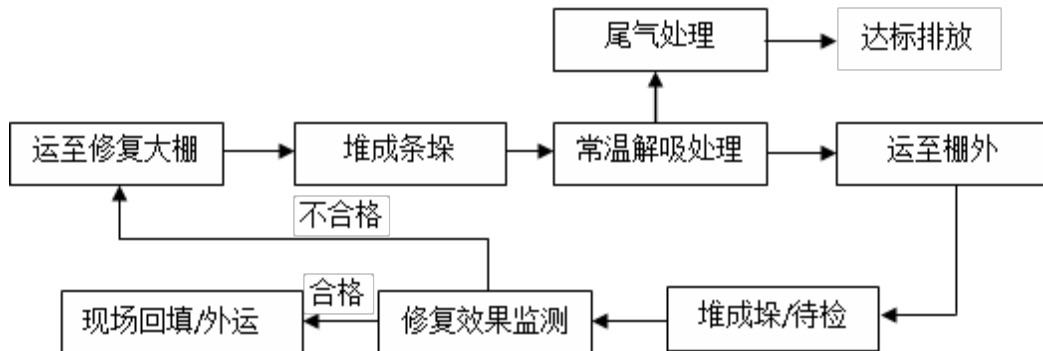 尾气处理
达标排放
运至修复大棚
堆成条垛
常温解吸处理
运至棚外
不合格
合格
现场回填/外运
修复效果监测
堆成垛/待检